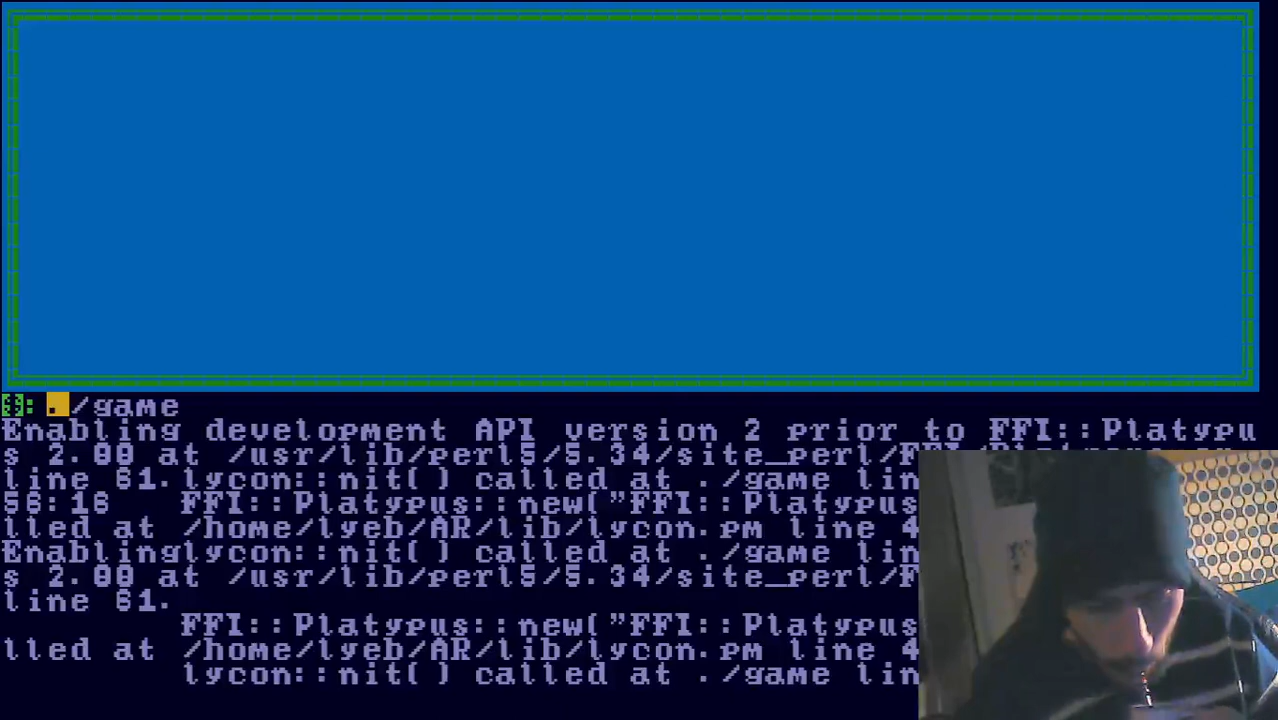 $: ./game
Enabling development API version 2 prior to FFI::Platypu
s 2.00 at /usr/lib/perl5/5.34/site_perl/FFI/Platypus.pm
line 61.lycon::nit() called at ./game lin
56:16    FFI::Platypus::new("FFI::Platypus
lled at /home/lyeb/AR/lib/lycon.pm line 4
Enablinglycon::nit() called at ./game lin
s 2.00 at /usr/lib/perl5/5.34/site_perl/F
line 61.
FFI::Platypus::new("FFI::Platypus
lled at /home/lyeb/AR/lib/lycon.pm line 4
lycon::nit() called at ./game lin